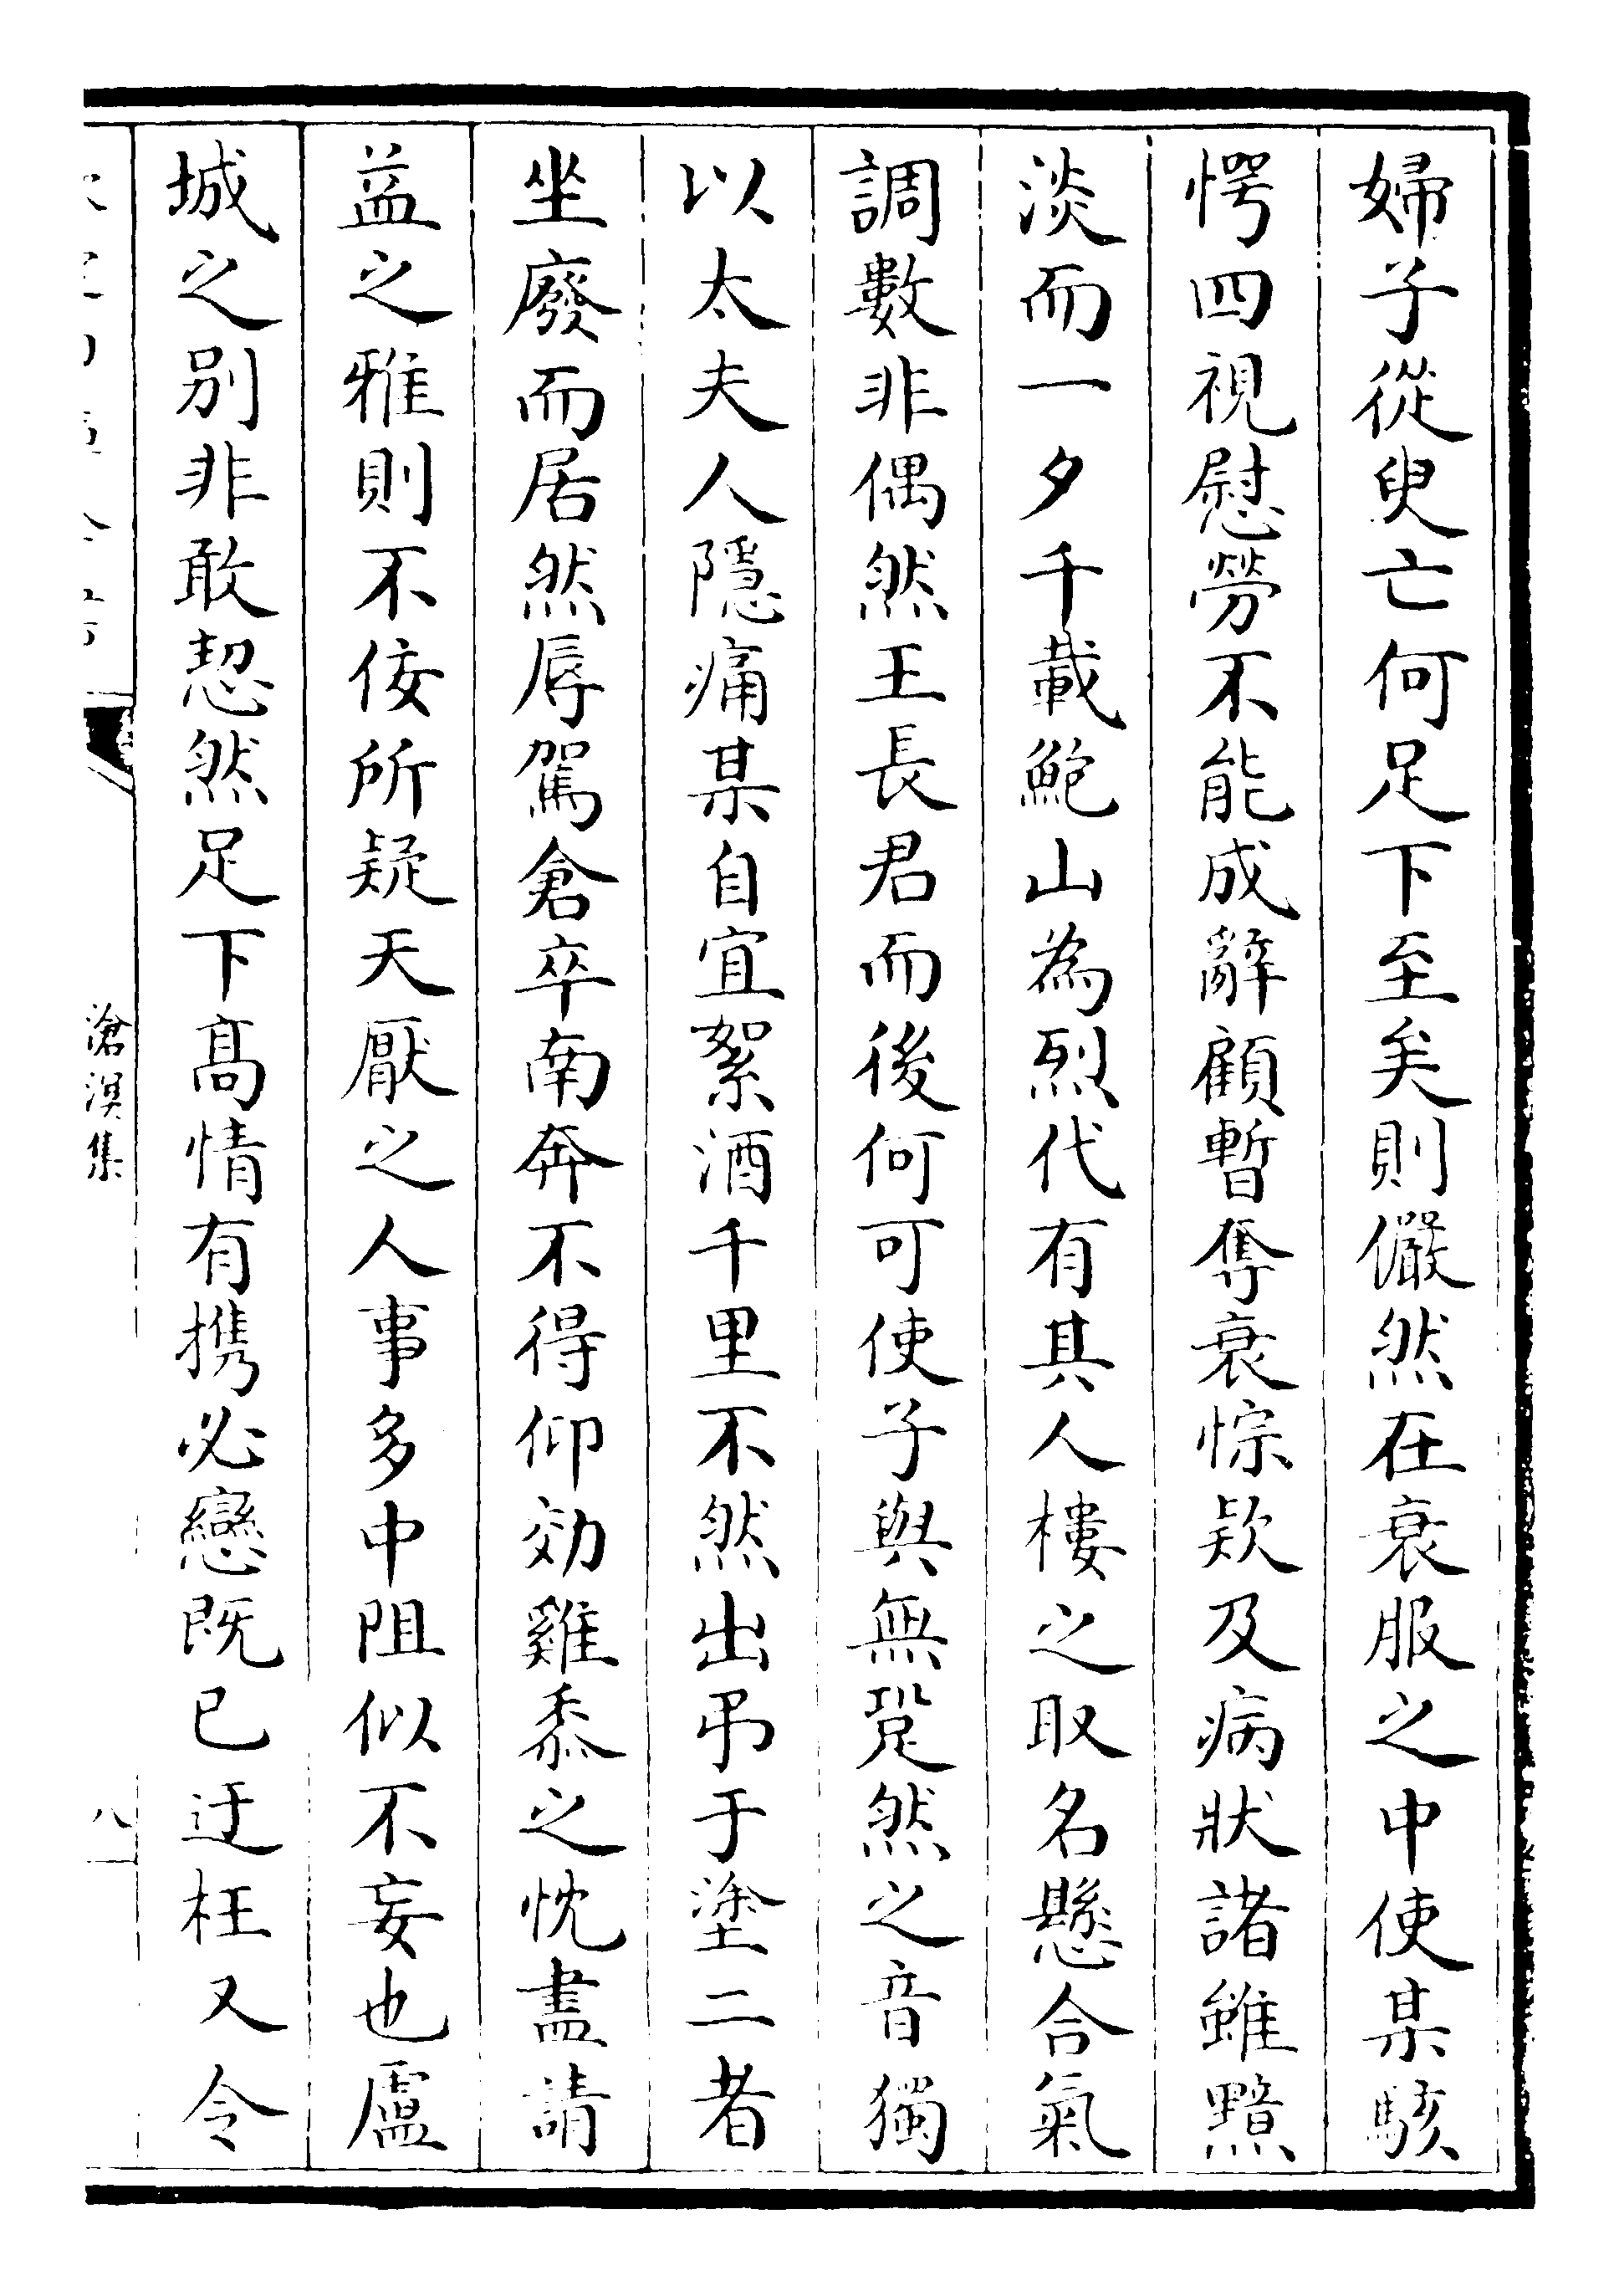 婦子從臾亡何足下至矣則儼然在衰服之中使某駭
愕四視慰勞不能成辭顧暫奪衰悰欵及病狀諸雖黯
淡而一夕千載鮑山為烈代有其人樓之取名懸合氣
調數非偶然王長君而後何可使子與無跫然之音獨
以太夫人隱痛某自宜絮酒千里不然出弔于塗二者
坐廢而居然辱駕倉卒南奔不得仰効雞黍之忱盡請
益之雅則不佞所疑天厭之人事多中阻似不妄也盧
城之别非敢恝然足下髙情有攜必戀既已迂枉又令
滄溟集
八